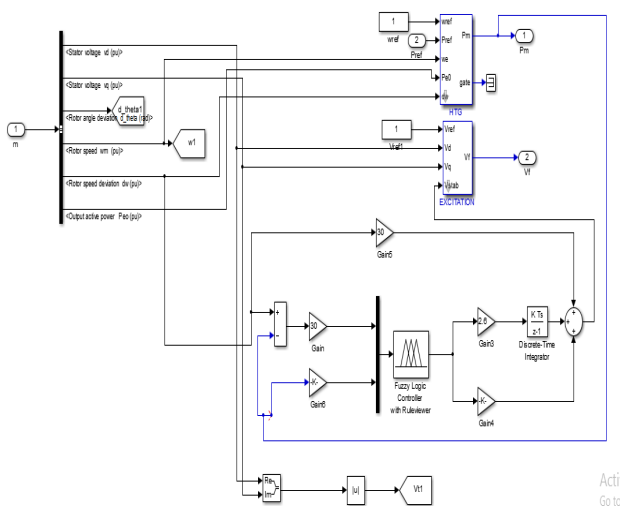 1
wref
2
Pref
wref
Pref
we
Pe0
dw
Pm
gate
HTG
1
Pm
<Stator voltage vd (pu)>
<Stator voltage vq (pu)>
d_theta1
<Rotor angle deviation d_theta (rad)>
1
m
<Rotor speed wm (pu)>
w1
<Rotor speed deviation dw (pu)>
<Output active power Peo (pu)>
1
Vref1
Vref
Vd
Vq
Vstab
Vf
EXCITATION
2
Vf
30
Gain5
+
-
30
Gain
-K-
Gain6
Fuzzy Logic
Controller
with Ruleviewer
2.6
Gain3
K Ts
z-1
Discrete-Time
Integrator
+
+
+
-K-
Gain4
Re
Im
|u|
Vt1
Acti
Go to